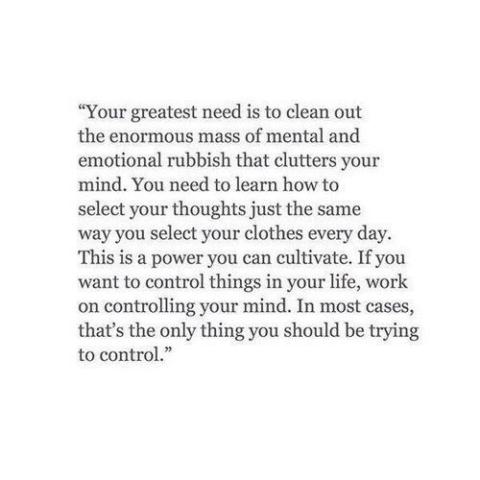 “Your greatest need is to clean out
the enormous mass of mental and
emotional rubbish that clutters your
mind. You need to learn how to
select your thoughts just the same
way you select your clothes every day.
This is a power you can cultivate. If you
want to control things in your life, work
on controlling your mind. In most cases,
that’s the only thing you should be trying
to control.”